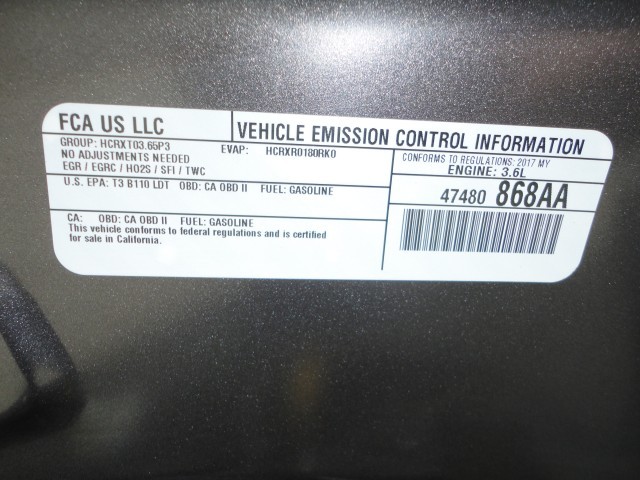 FCA US LLC
VEHICLE EMISSION CONTROL INFORMATION
GROUP: HCRXT03.65P3 EVAP: HCRXR0180RK0
NO ADJUSTMENTS NEEDED
EGR / EGRC / HO2S / SFI / TWC
CONFORMS TO REGULATIONS: 2017 MY
ENGINE: 3.6L
U.S. EPA: T3 B110 LDT OBD: CA OBD II FUEL: GASOLINE
47480 868AA
CA: OBD: CA OBD II FUEL: GASOLINE
This vehicle conforms to federal regulations and is certified
for sale in California.